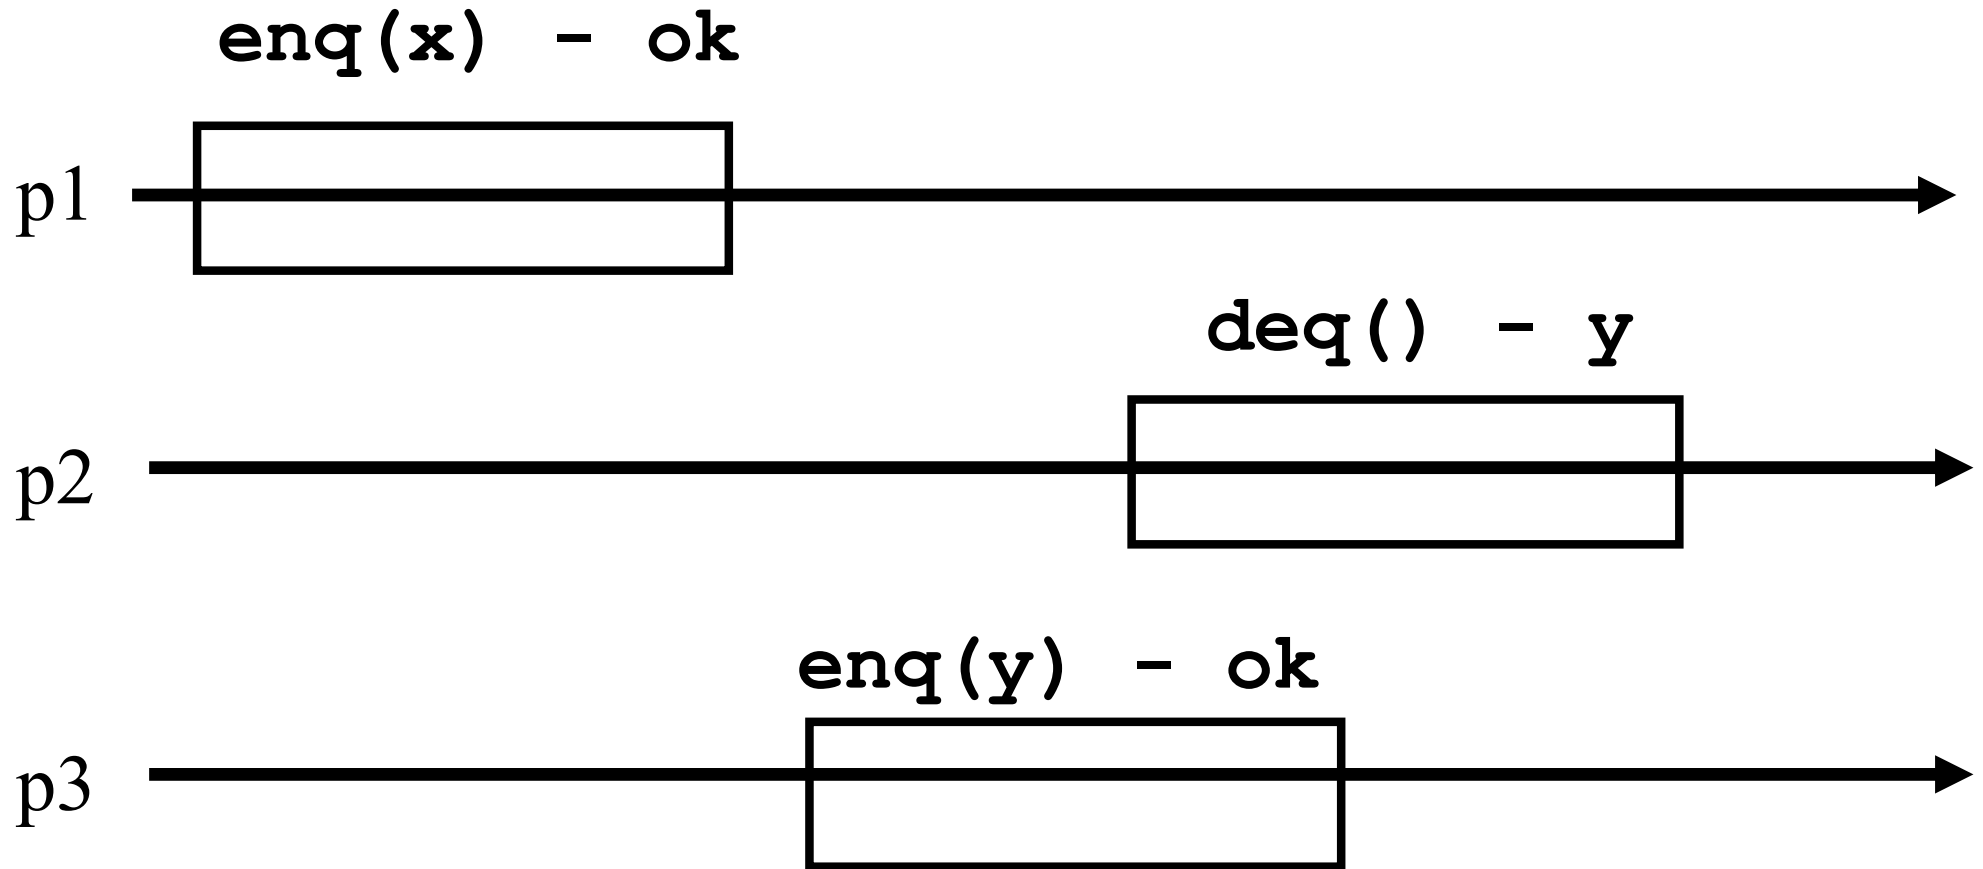 enq(x) - ok
p1
deq() - y
p2
enq(y) - ok
p3